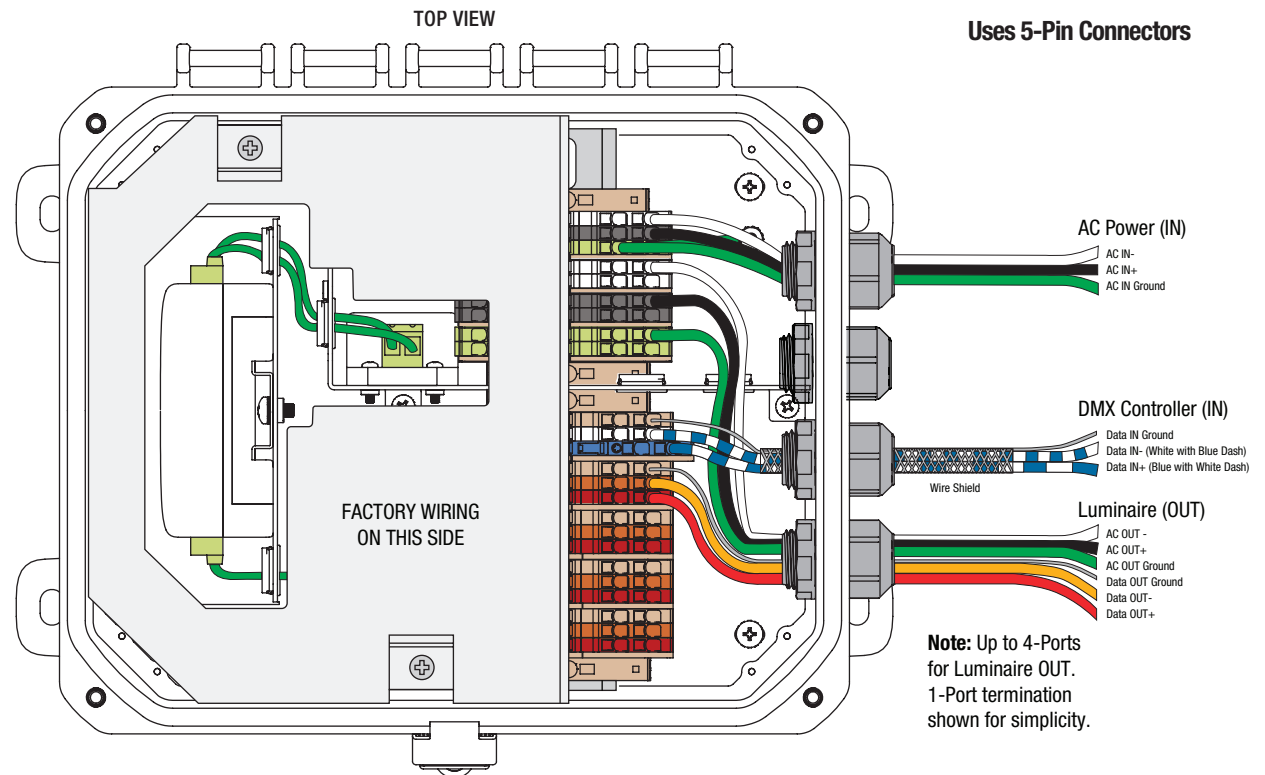 TOP VIEW
Uses 5-Pin Connectors
AC Power (IN)
AC IN-
AC IN+
AC IN Ground
DMX Controller (IN)
Data IN Ground
Data IN- (White with Blue Dash)
Data IN+ (Blue with White Dash)
Wire Shield
Luminaire (OUT)
AC OUT -
AC OUT+
AC OUT Ground
Data OUT Ground
Data OUT-
Data OUT+
FACTORY WIRING
ON THIS SIDE
Note: Up to 4-Ports
for Luminaire OUT.
1-Port termination
shown for simplicity.